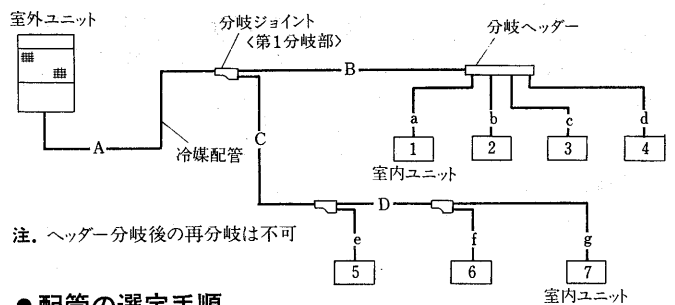 室外ユニット
分岐ジョイント
〈第1分岐部〉
分岐ヘッダー
A
冷媒配管
B
C
a
b
c
d
1
2
3
4
室内ユニット
D
e
f
g
5
6
7
室内ユニット
注. ヘッダー分岐後の再分岐は不可
●配管の選定手順